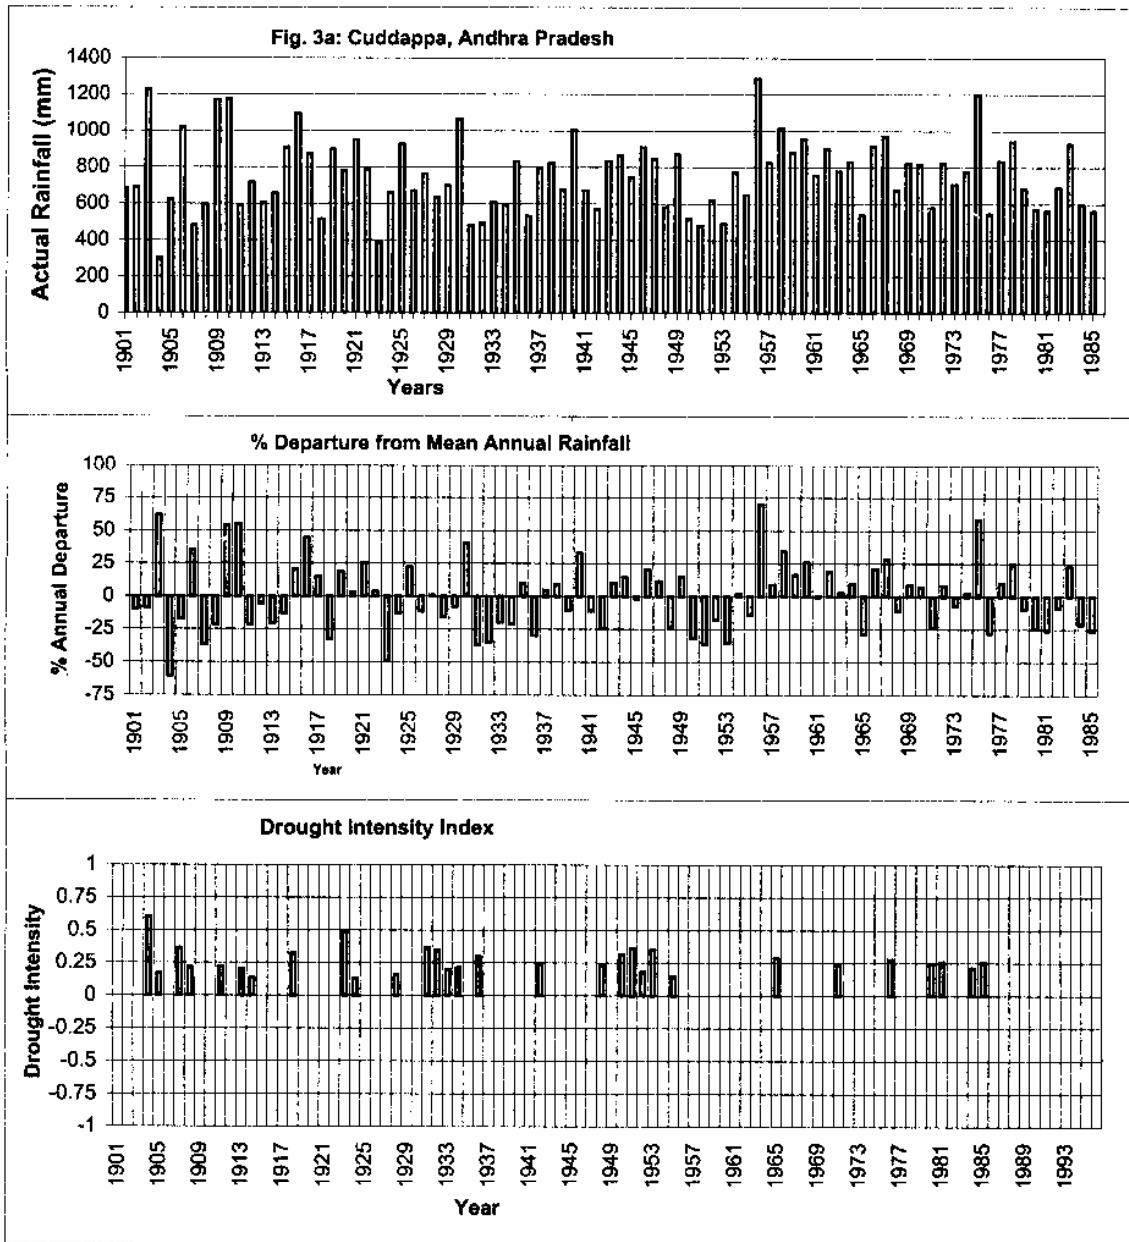 Fig. 3a: Cuddappa, Andhra Pradesh
Actual Rainfall (mm)
1400
1200
1000
800
600
400
200
0
1901 1905 1909 1913 1917 1921 1925 1929 1933 1937 1941 1945 1949 1953 1957 1961 1965 1969 1973 1977 1981 1985
Years
% Departure from Mean Annual Rainfall
% Annual Departure
100
75
50
25
0
-25
-50
-75
1901 1905 1909 1913 1917 1921 1925 1929 1933 1937 1941 1945 1949 1953 1957 1961 1965 1969 1973 1977 1981 1985
Year
Drought Intensity Index
Drought Intensity
1
0.75
0.5
0.25
0
-0.25
-0.5
-0.75
-1
1901 1905 1909 1913 1917 1921 1925 1929 1933 1937 1941 1945 1949 1953 1957 1961 1965 1969 1973 1977 1981 1985 1989 1993
Year